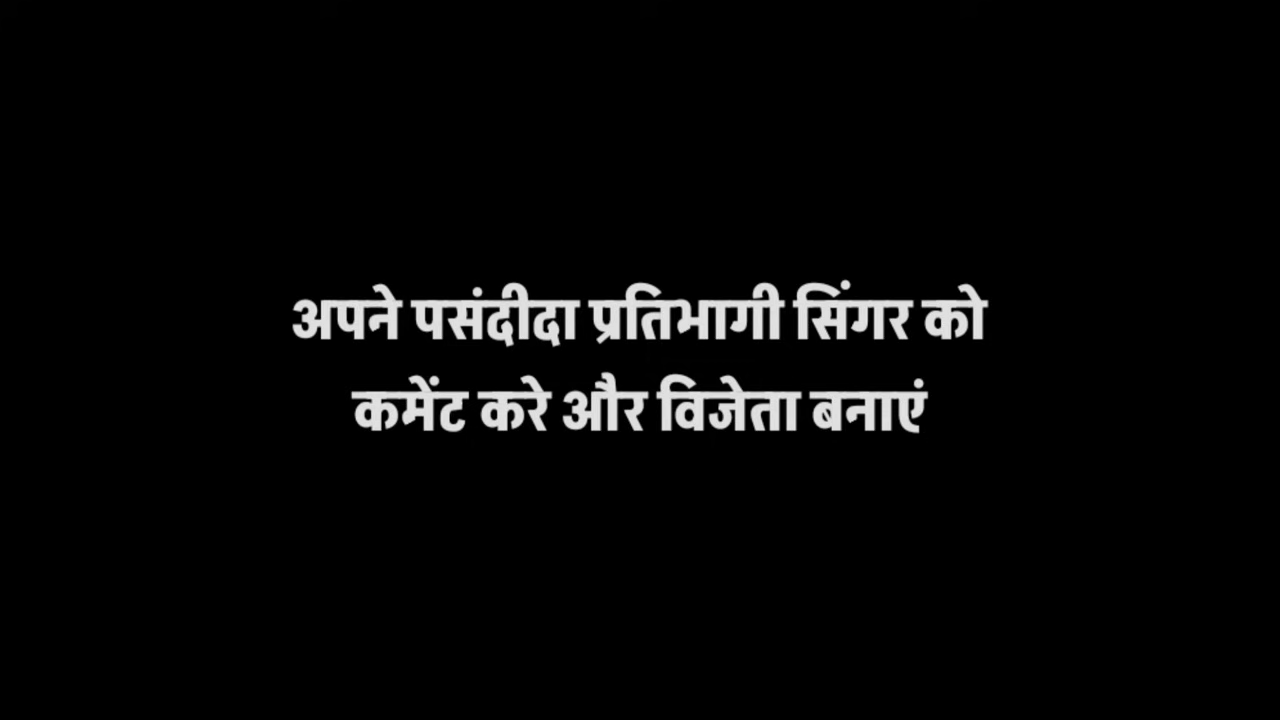 अपने पसंदीदा प्रतिभागी सिंगर को
कमेंट करे और विजेता बनाएं